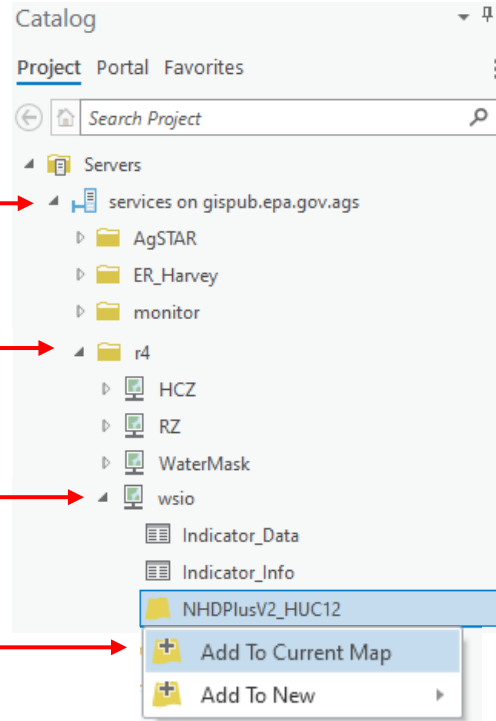 Catalog
Project Portal Favorites
Search Project
Servers
services on gispub.epa.gov.ags
AgSTAR
ER_Harvey
monitor
r4
HCZ
RZ
WaterMask
wsio
Indicator_Data
Indicator_Info
NHDPlusV2_HUC12
Add To Current Map
Add To New